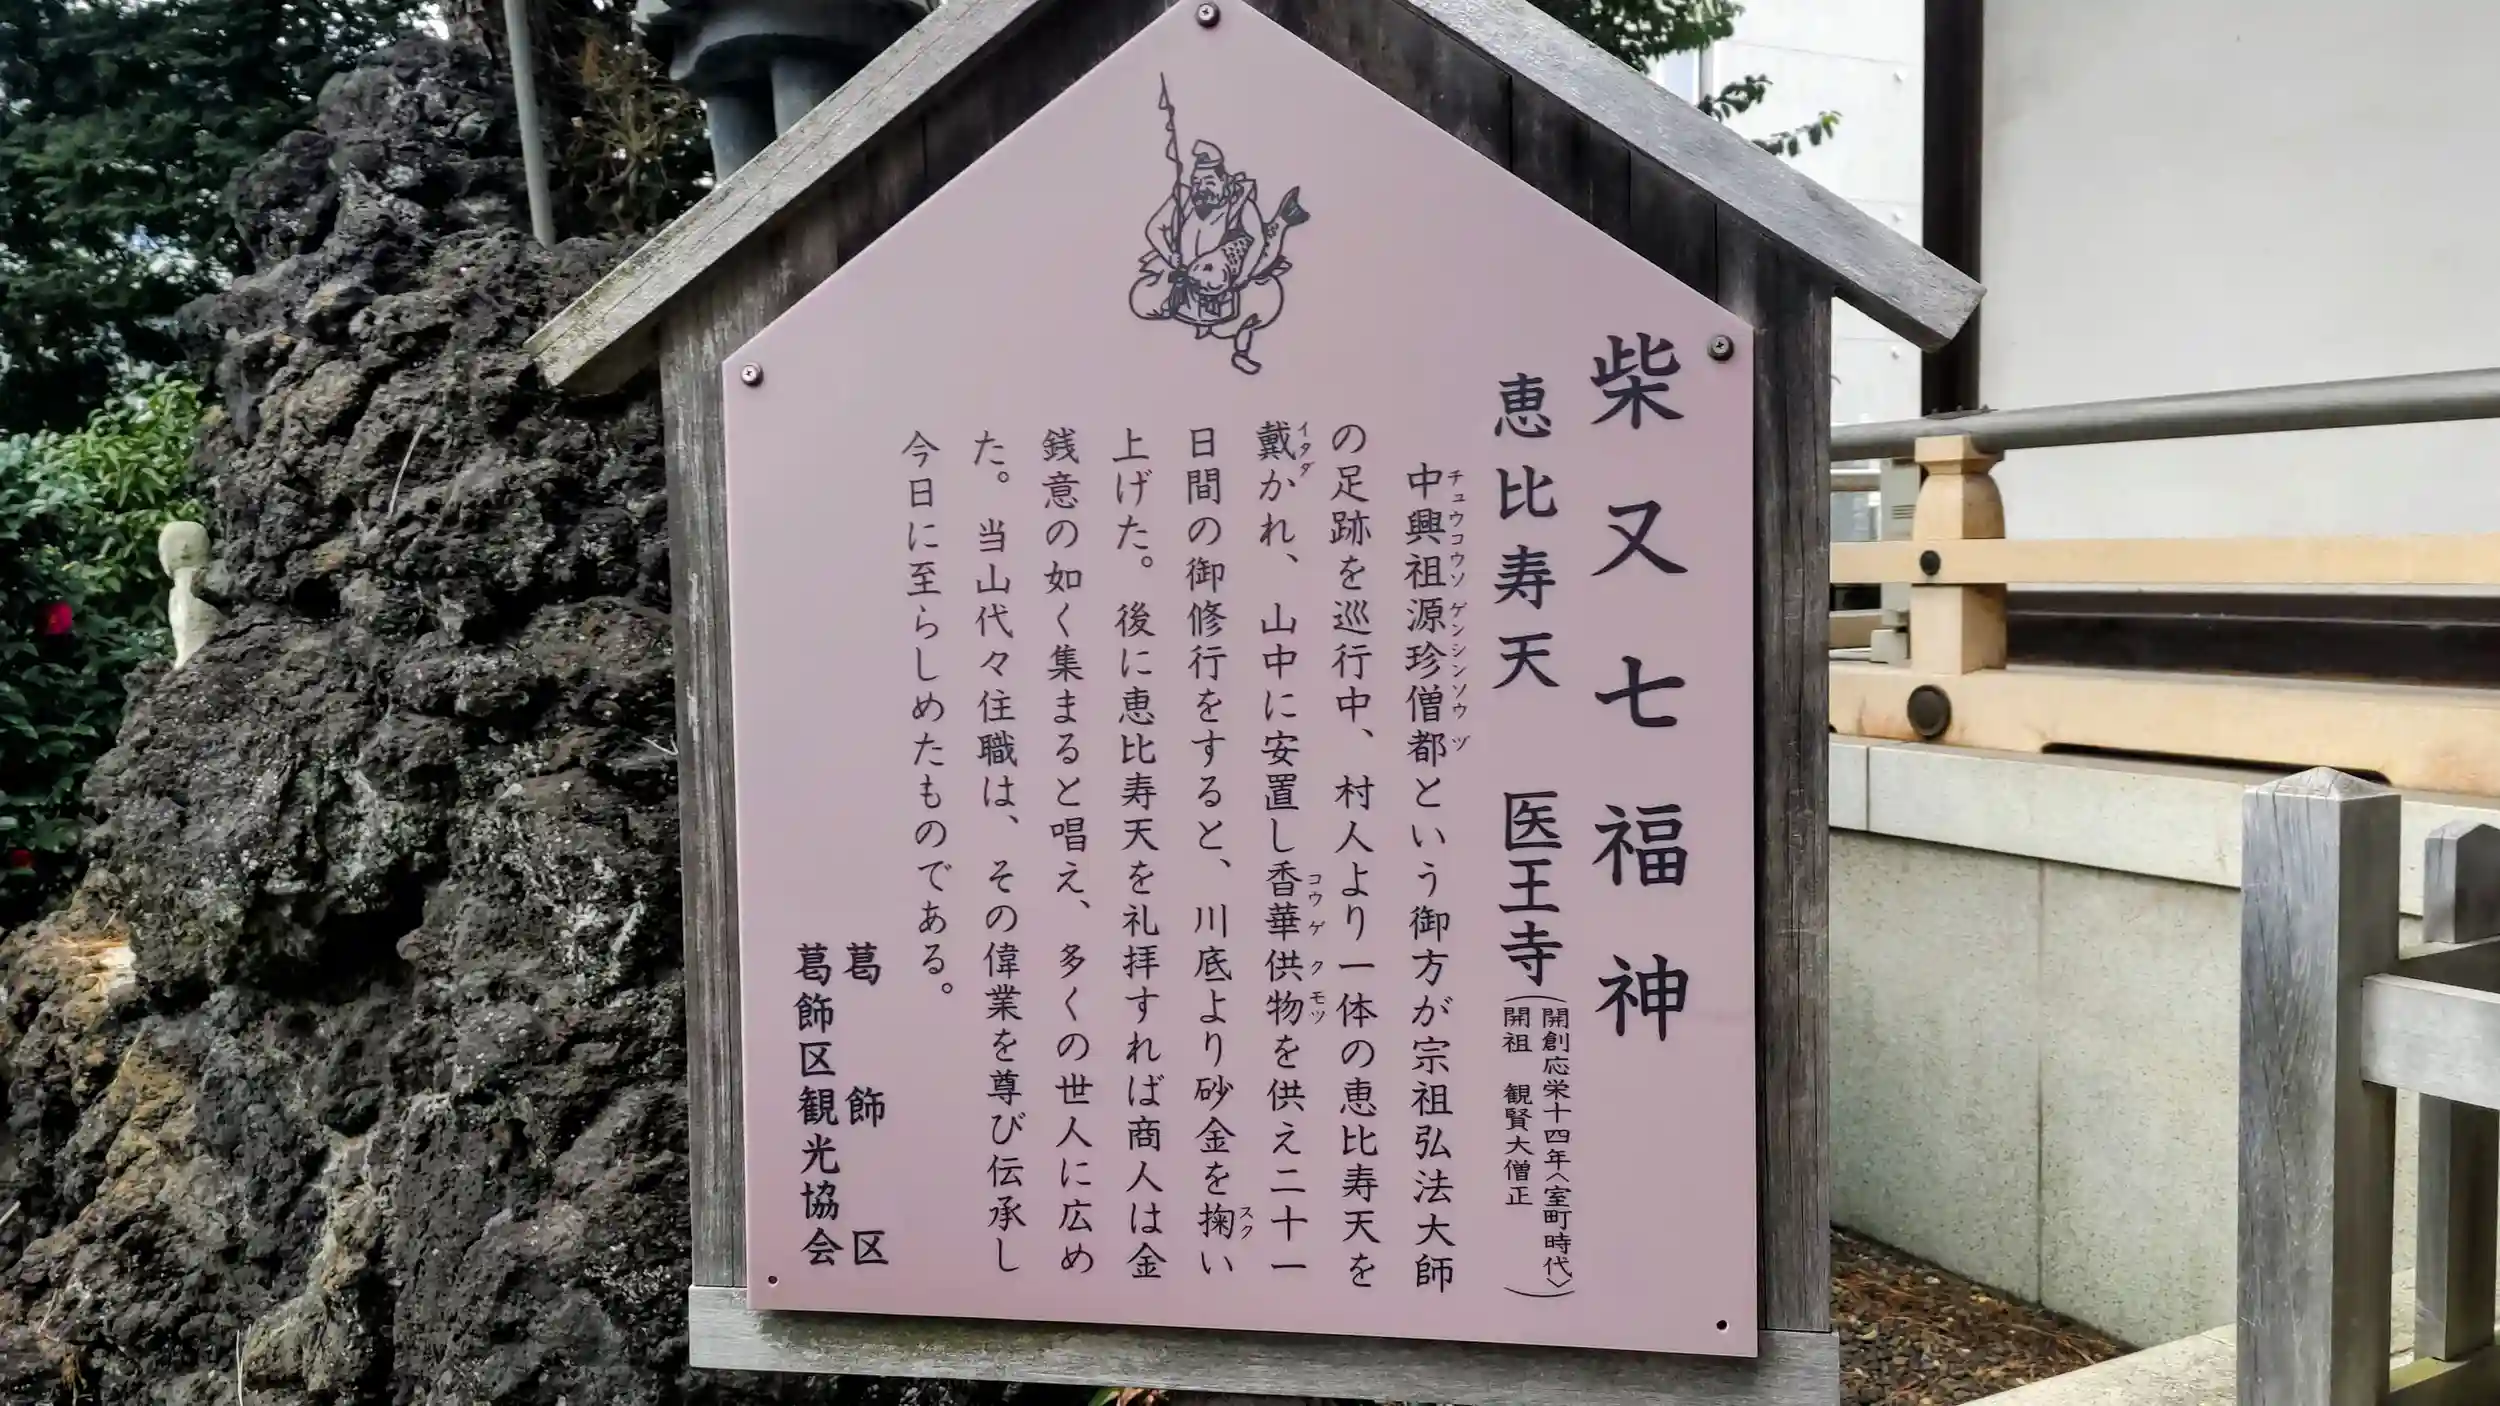 柴又七福神
恵比寿天 医王寺(開創応栄十四年〈室町時代〉
開祖 観賢大僧正)
中興祖源珍僧都という御方が宗祖弘法大師
チュウコウソ ゲンシンソウヅ
の足跡を巡行中、村人より一体の恵比寿天を
戴かれ、山中に安置し香華供物を供え二十一
イタダ コウゲ クモツ
日間の御修行をすると、川底より砂金を掬い
スク
上げた。後に恵比寿天を礼拝すれば商人は金
銭意の如く集まると唱え、多くの世人に広め
た。当山代々住職は、その偉業を尊び伝承し
今日に至らしめたものである。
葛飾区
葛飾区観光協会